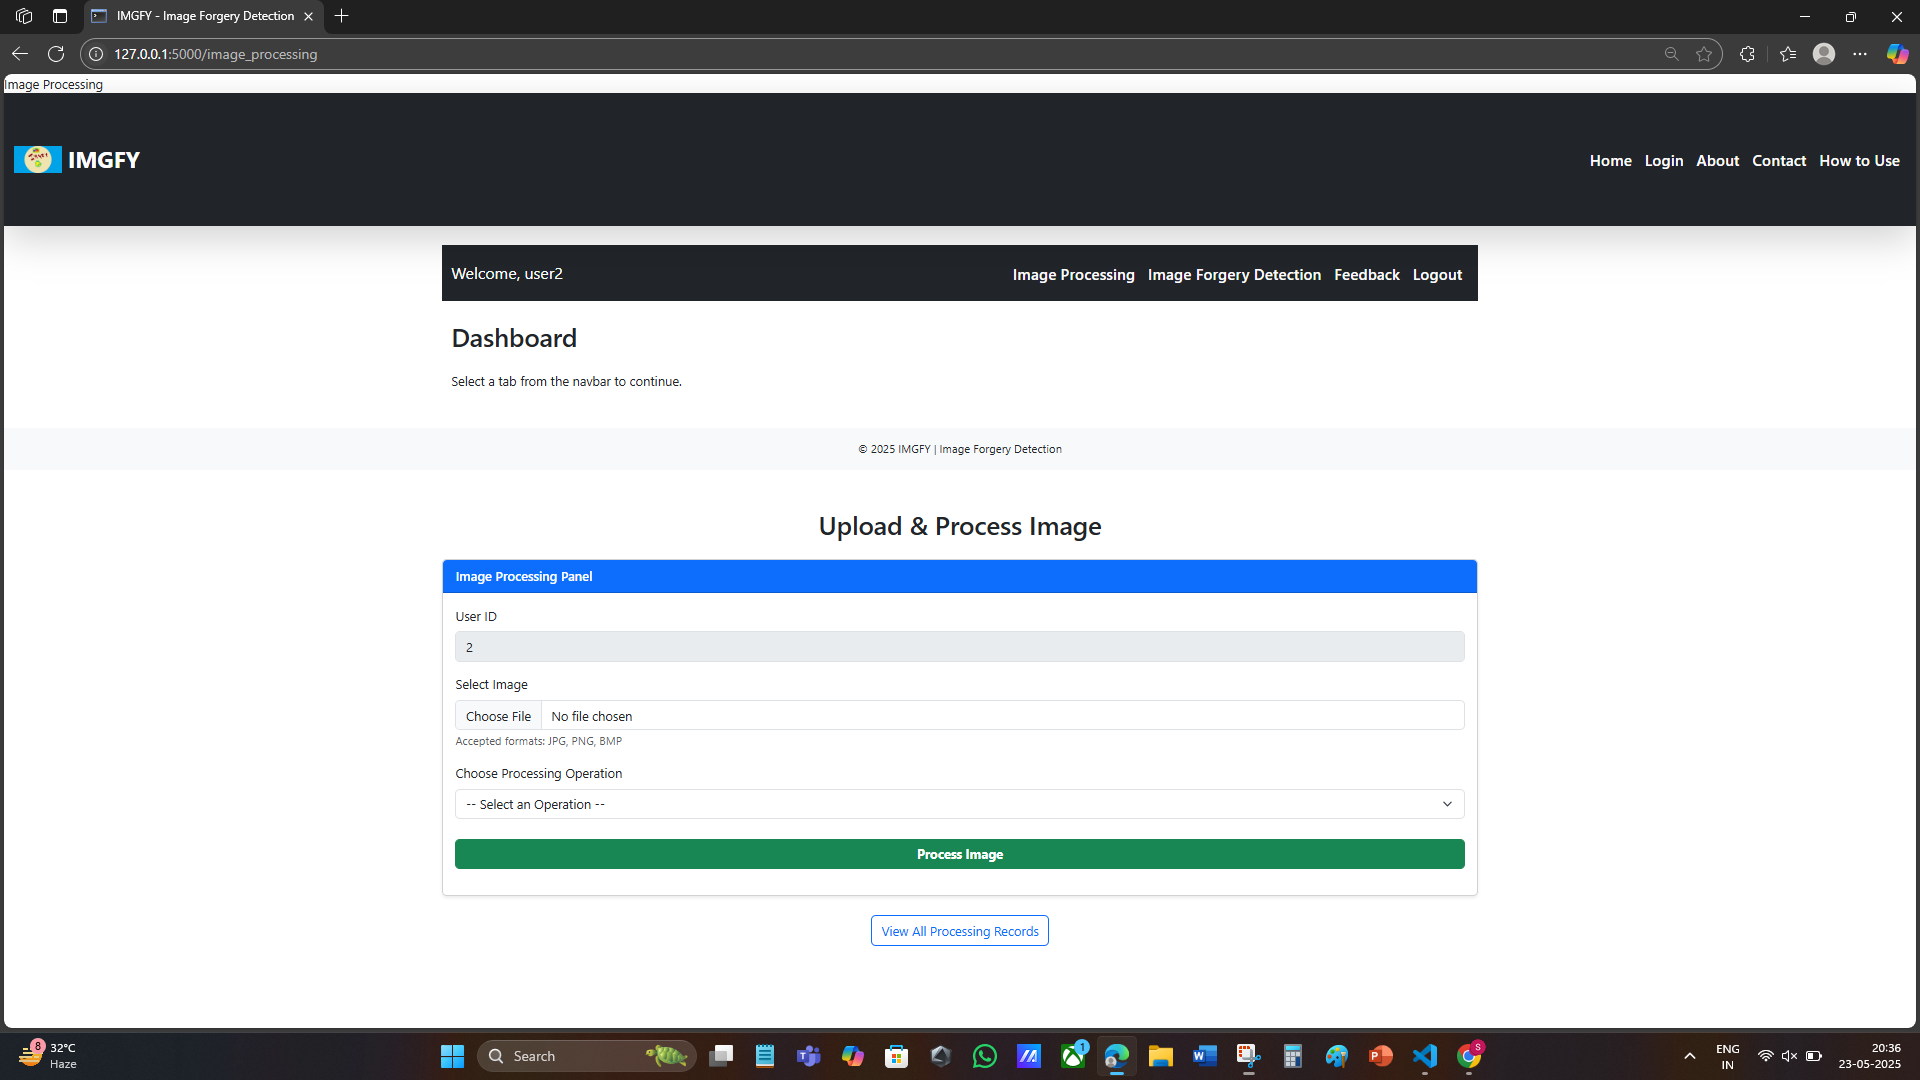 IMGFY - Image Forgery Detection
127.0.0.1:5000/image_processing
Image Processing
IMGFY
Home Login About Contact How to Use
Welcome, user2
Image Processing Image Forgery Detection Feedback Logout
Dashboard
Select a tab from the navbar to continue.
© 2025 IMGFY | Image Forgery Detection
Upload & Process Image
Image Processing Panel
User ID
2
Select Image
Choose File No file chosen
Accepted formats: JPG, PNG, BMP
Choose Processing Operation
-- Select an Operation --
Process Image
View All Processing Records
8
32°C
Haze
Search
1
S
ENG
IN
20:36
23-05-2025